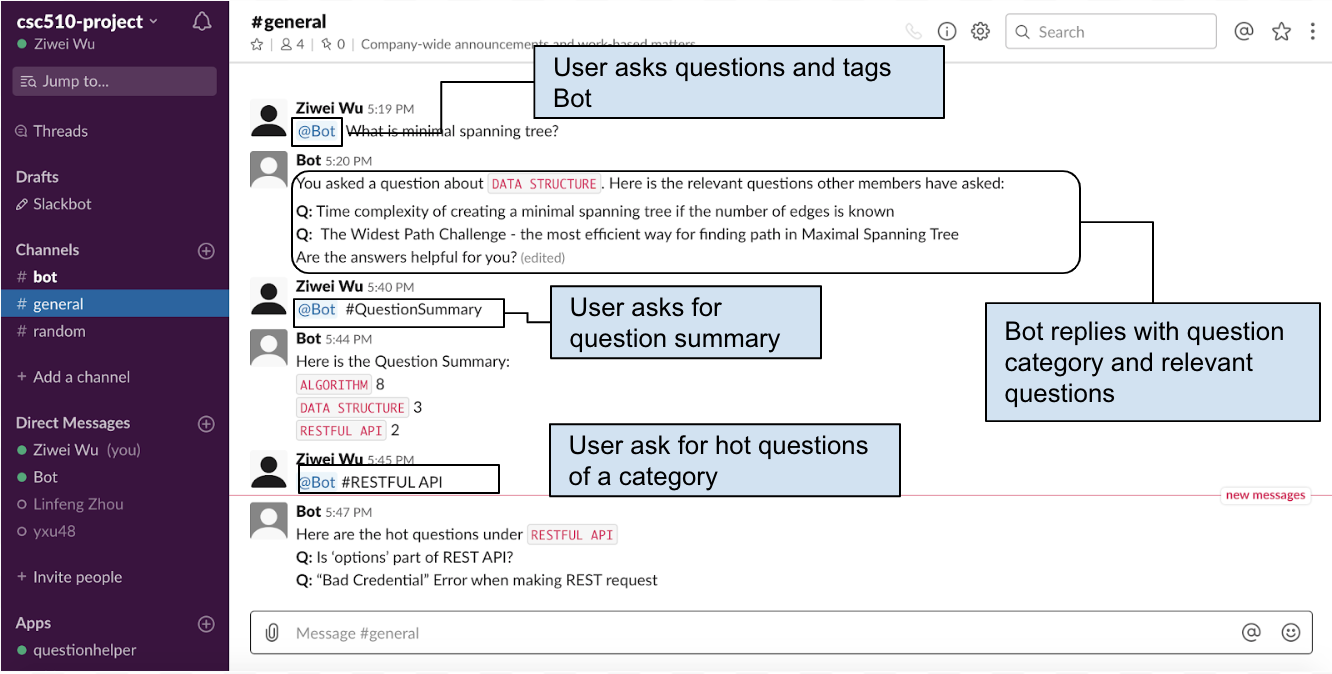 csc510-project
Ziwei Wu
Jump to...
Threads
Drafts
Slackbot
Channels
# bot
# general
# random
+ Add a channel
Direct Messages
Ziwei Wu (you)
Bot
Linfeng Zhou
yxu48
+ Invite people
Apps
questionhelper
#general
4 | 0 | Company-wide announcements and work-based matters
Search
User asks questions and tags
Bot
Ziwei Wu 5:19 PM
@Bot What is minimal spanning tree?
Bot 5:20 PM
You asked a question about DATA STRUCTURE. Here is the relevant questions other members have asked:
Q: Time complexity of creating a minimal spanning tree if the number of edges is known
Q: The Widest Path Challenge - the most efficient way for finding path in Maximal Spanning Tree
Are the answers helpful for you? (edited)
Ziwei Wu 5:40 PM
@Bot #QuestionSummary
User asks for
question summary
Bot replies with question
category and relevant
questions
Bot 5:44 PM
Here is the Question Summary:
ALGORITHM 8
DATA STRUCTURE 3
RESTFUL API 2
User ask for hot questions
of a category
Ziwei Wu 5:45 PM
@Bot #RESTFUL API
new messages
Bot 5:47 PM
Here are the hot questions under RESTFUL API
Q: Is ‘options’ part of REST API?
Q: “Bad Credential” Error when making REST request
Message #general